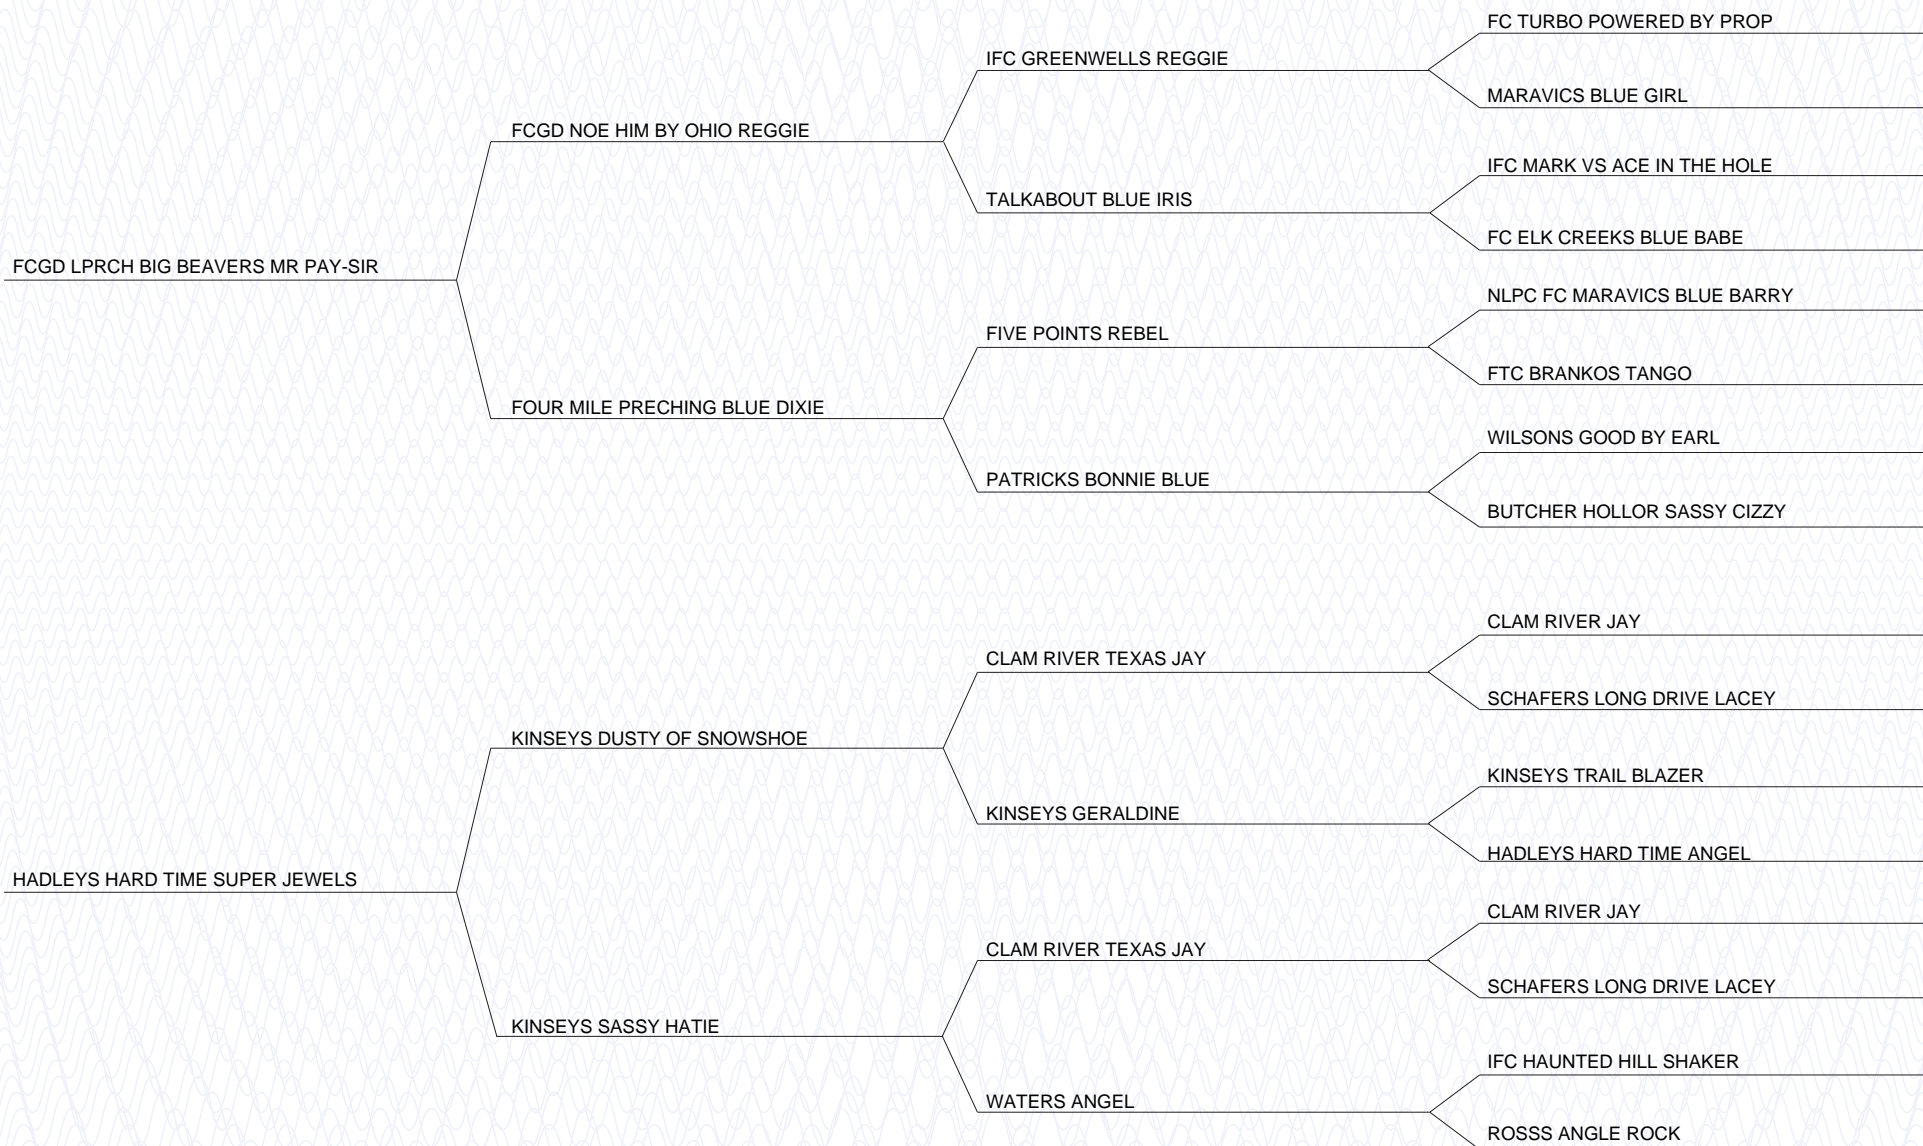 FC TURBO POWERED BY PROP
IFC GREENWELLS REGGIE
MARAVICS BLUE GIRL
FCGD NOE HIM BY OHIO REGGIE
IFC MARK VS ACE IN THE HOLE
TALKABOUT BLUE IRIS
FC ELK CREEKS BLUE BABE
FCGD LPRCH BIG BEAVERS MR PAY-SIR
NLPC FC MARAVICS BLUE BARRY
FIVE POINTS REBEL
FTC BRANKOS TANGO
FOUR MILE PRECHING BLUE DIXIE
WILSONS GOOD BY EARL
PATRICKS BONNIE BLUE
BUTCHER HOLLOR SASSY CIZZY
CLAM RIVER JAY
CLAM RIVER TEXAS JAY
SCHAFERS LONG DRIVE LACEY
KINSEYS DUSTY OF SNOWSHOE
KINSEYS TRAIL BLAZER
KINSEYS GERALDINE
HADLEYS HARD TIME ANGEL
HADLEYS HARD TIME SUPER JEWELS
CLAM RIVER JAY
CLAM RIVER TEXAS JAY
SCHAFERS LONG DRIVE LACEY
KINSEYS SASSY HATIE
IFC HAUNTED HILL SHAKER
WATERS ANGEL
ROSSS ANGLE ROCK